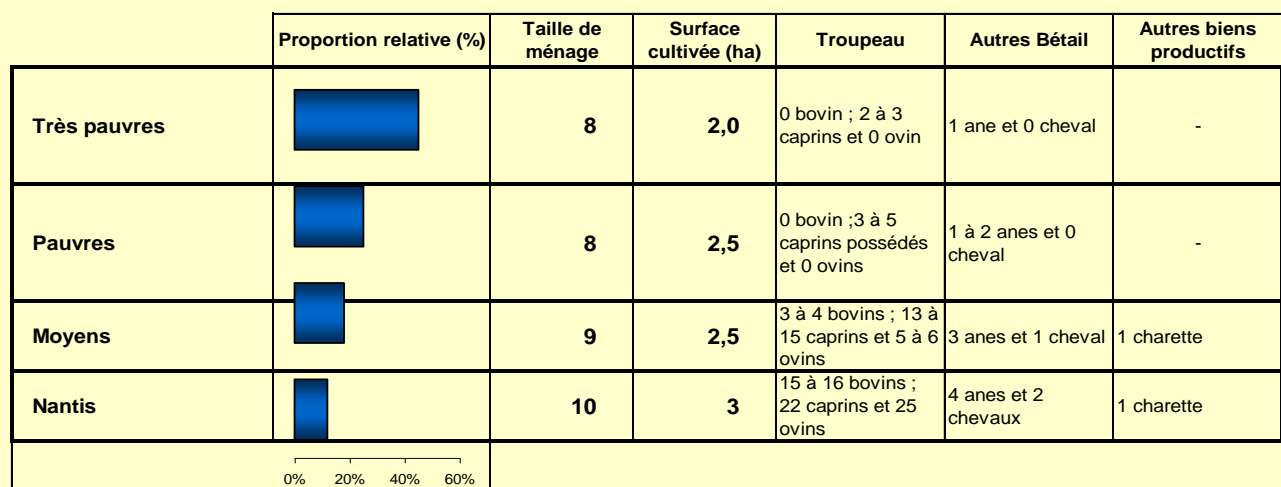 Proportion relative (%)
Taille de
ménage
Surface
cultivée (ha)
Troupeau
Autres Bétail
Autres biens
productifs
Très pauvres
8
2,0
0 bovin ; 2 à 3
caprins et 0 ovin
1 ane et 0 cheval
-
Pauvres
8
2,5
0 bovin ;3 à 5
caprins possédés
et 0 ovins
1 à 2 anes et 0
cheval
-
Moyens
9
2,5
3 à 4 bovins ; 13 à
15 caprins et 5 à 6
ovins
3 anes et 1 cheval
1 charette
Nantis
10
3
15 à 16 bovins ;
22 caprins et 25
ovins
4 anes et 2
chevaux
1 charette
0% 20% 40% 60%